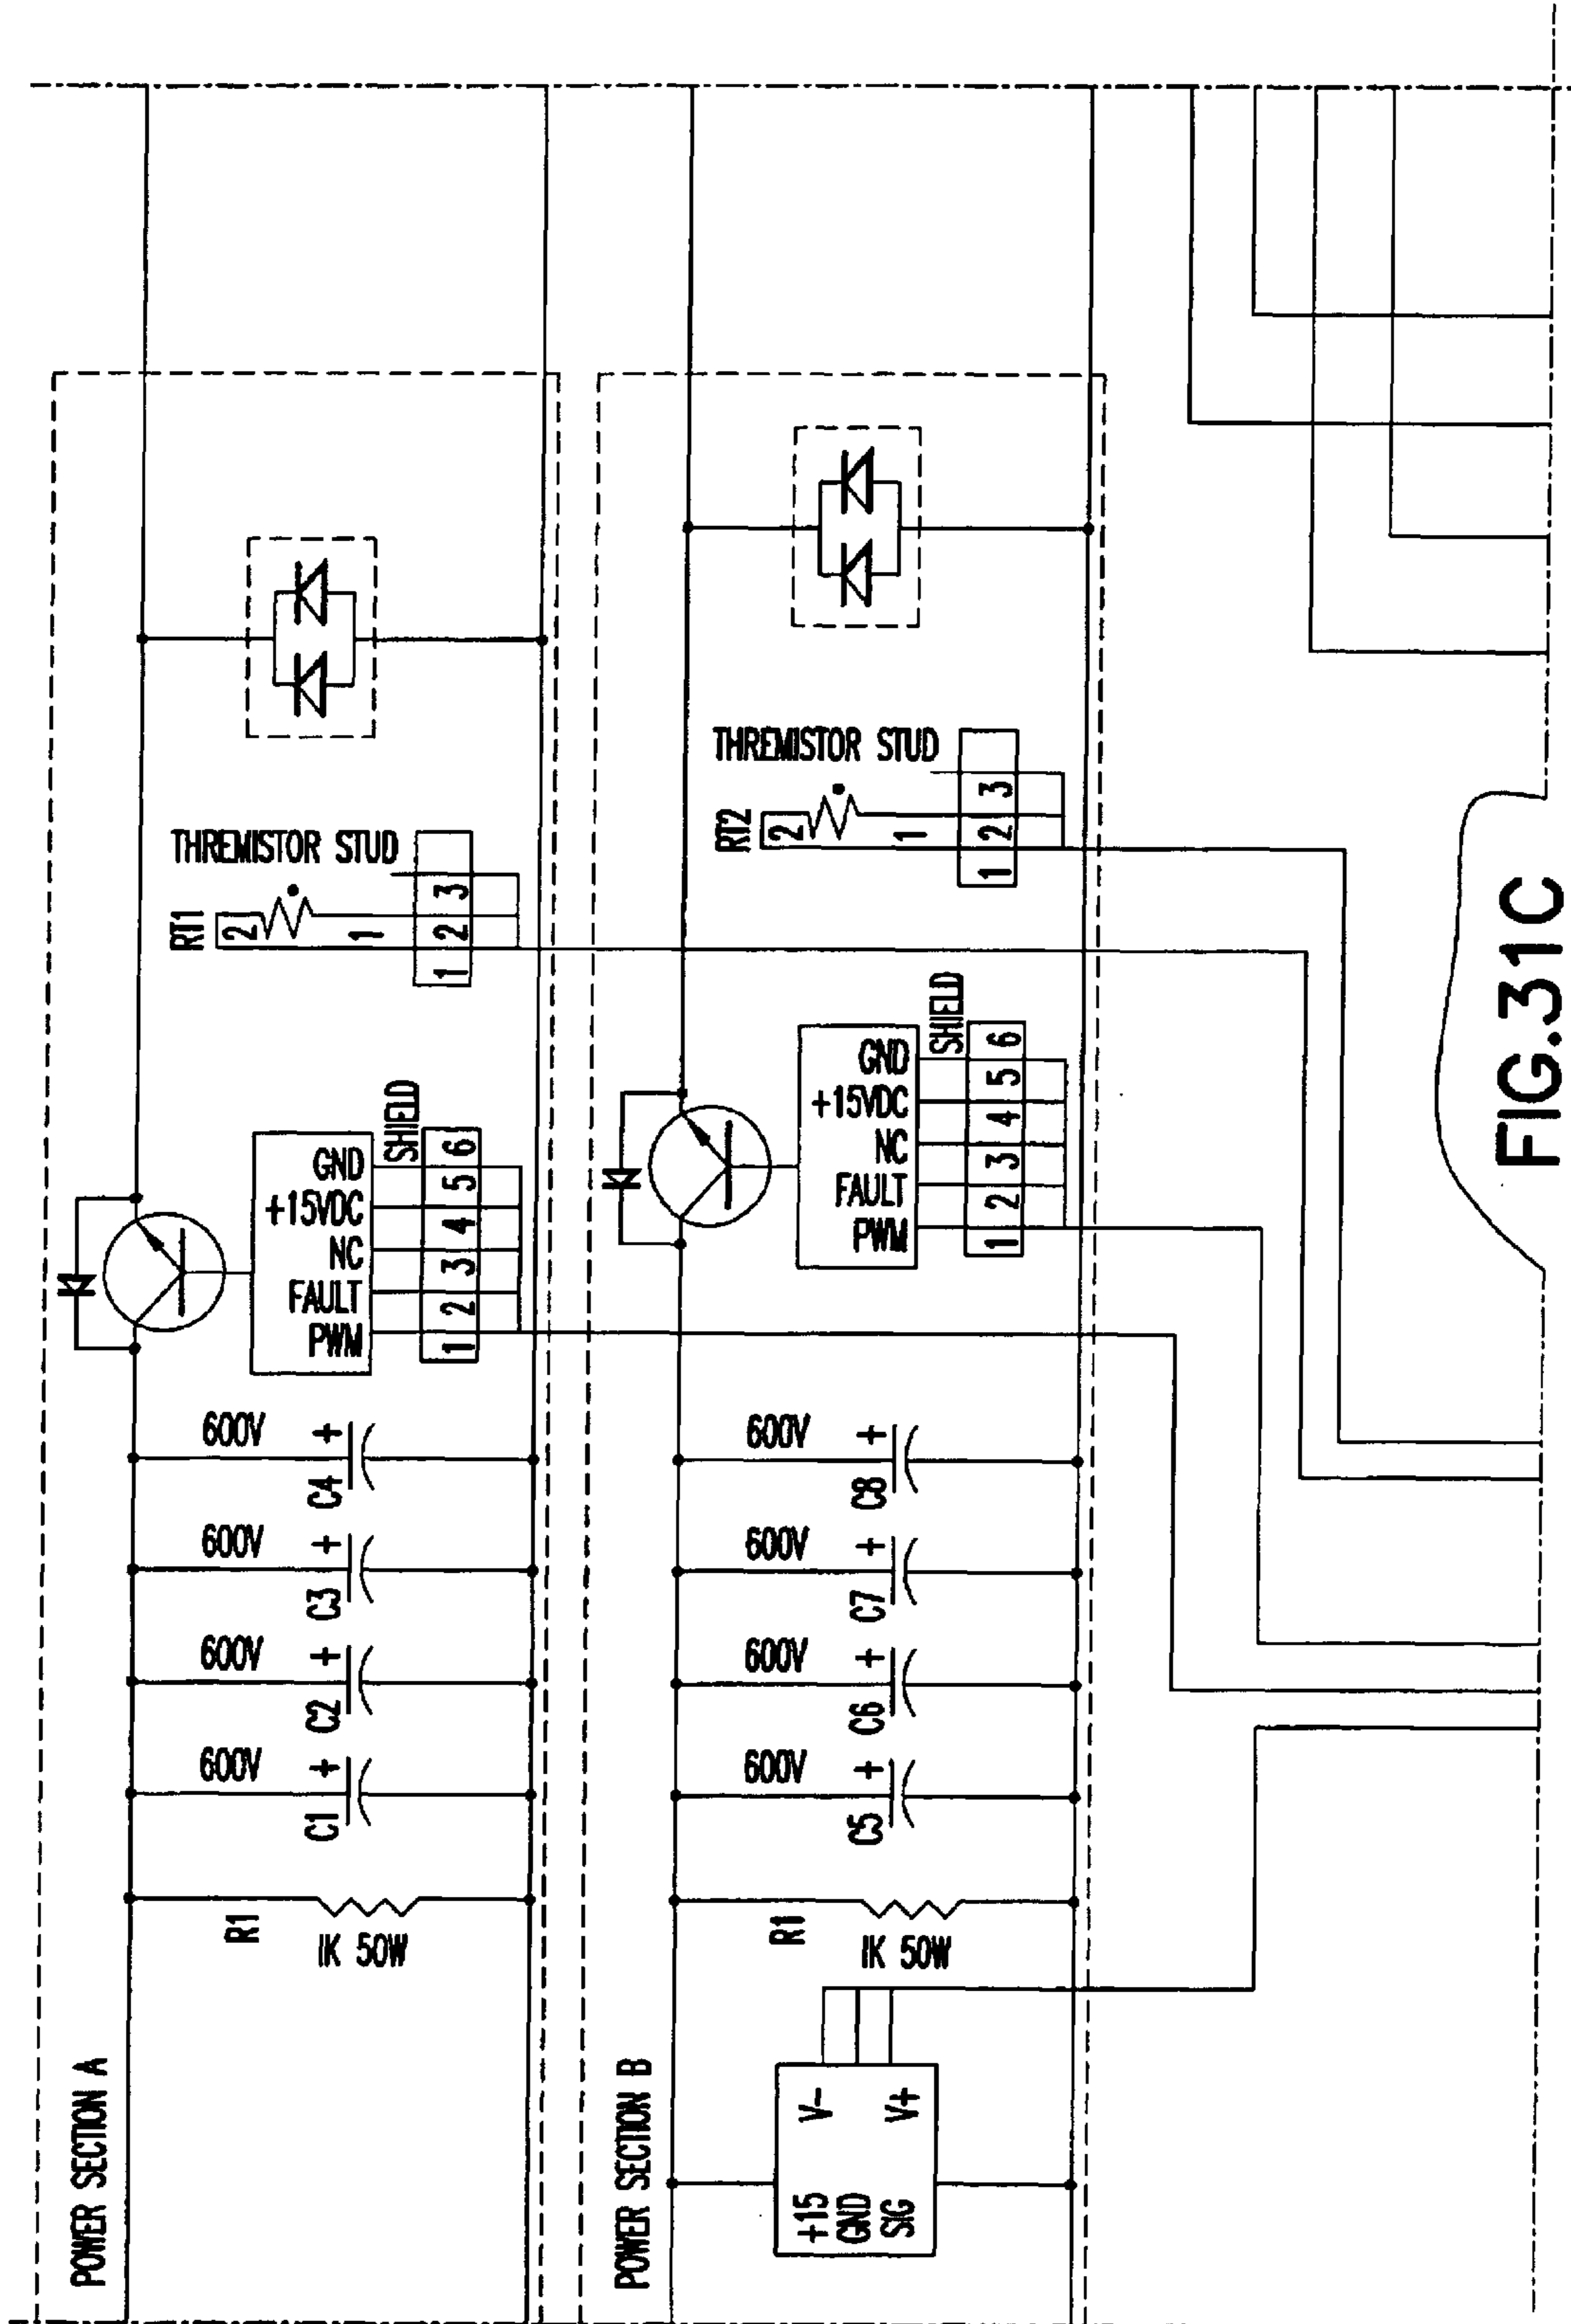 POWER SECTION A
R1
IK 50W
C1
+
600V
C2
+
600V
C3
+
600V
C4
+
600V
PWM
FAULT
NC
+15VDC
GND
SHIELD
1 2 3 4 5 6
RT1
2
1
THREMISTOR STUD
1 2 3
POWER SECTION B
+15
GND
SIG
V-
V+
R1
IK 50W
C5
+
600V
C6
+
600V
C7
+
600V
C8
+
600V
PWM
FAULT
NC
+15VDC
GND
SHIELD
1 2 3 4 5 6
RT2
2
1
THREMISTOR STUD
1 2 3
FIG.31C